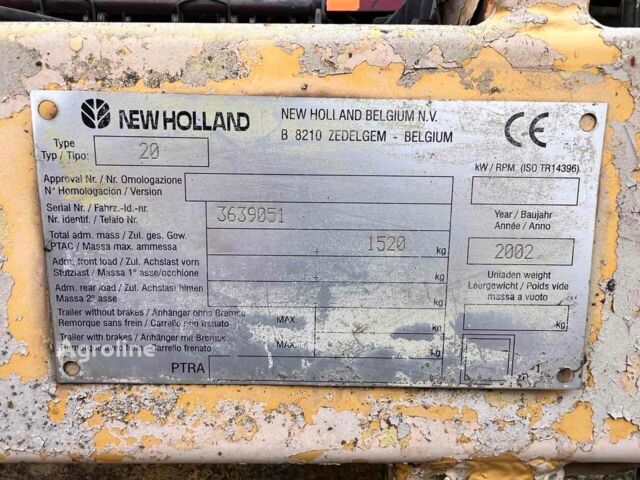 NEW HOLLAND
NEW HOLLAND BELGIUM N.V.
B 8210 ZEDELGEM - BELGIUM
CE
Type
Typ / Tipo:
20
kW / RPM. (ISO TR14396)
Approval Nr. / Nr. Omologazione
N° Homologacion / Version
Serial Nr. / Fahrz.-Id.-nr.
Nr. identif. / Telaio Nr.
3639051
Year / Baujahr
Année / Anno
2002
Total adm. mass / Zul. ges. Gew.
PTAC / Massa max. ammessa
1520 kg
Adm. front load / Zul. Achslast vorn
Stutzlast / Massa 1° asse/occhione
kg
Unladen weight
Leergewicht / Poids vide
massa a vuoto
kg
Adm. rear load / Zul. Achslast hinten
Massa 2° asse
Trailer without brakes / Anhänger ohne Bremse
Remorque sans frein / Carrello non frenato
MAX.
kg
Trailer with brakes / Anhänger mit Bremse
Remorque avec frein / Carrello frenato
MAX.
kg
PTRA
kg
Agroline